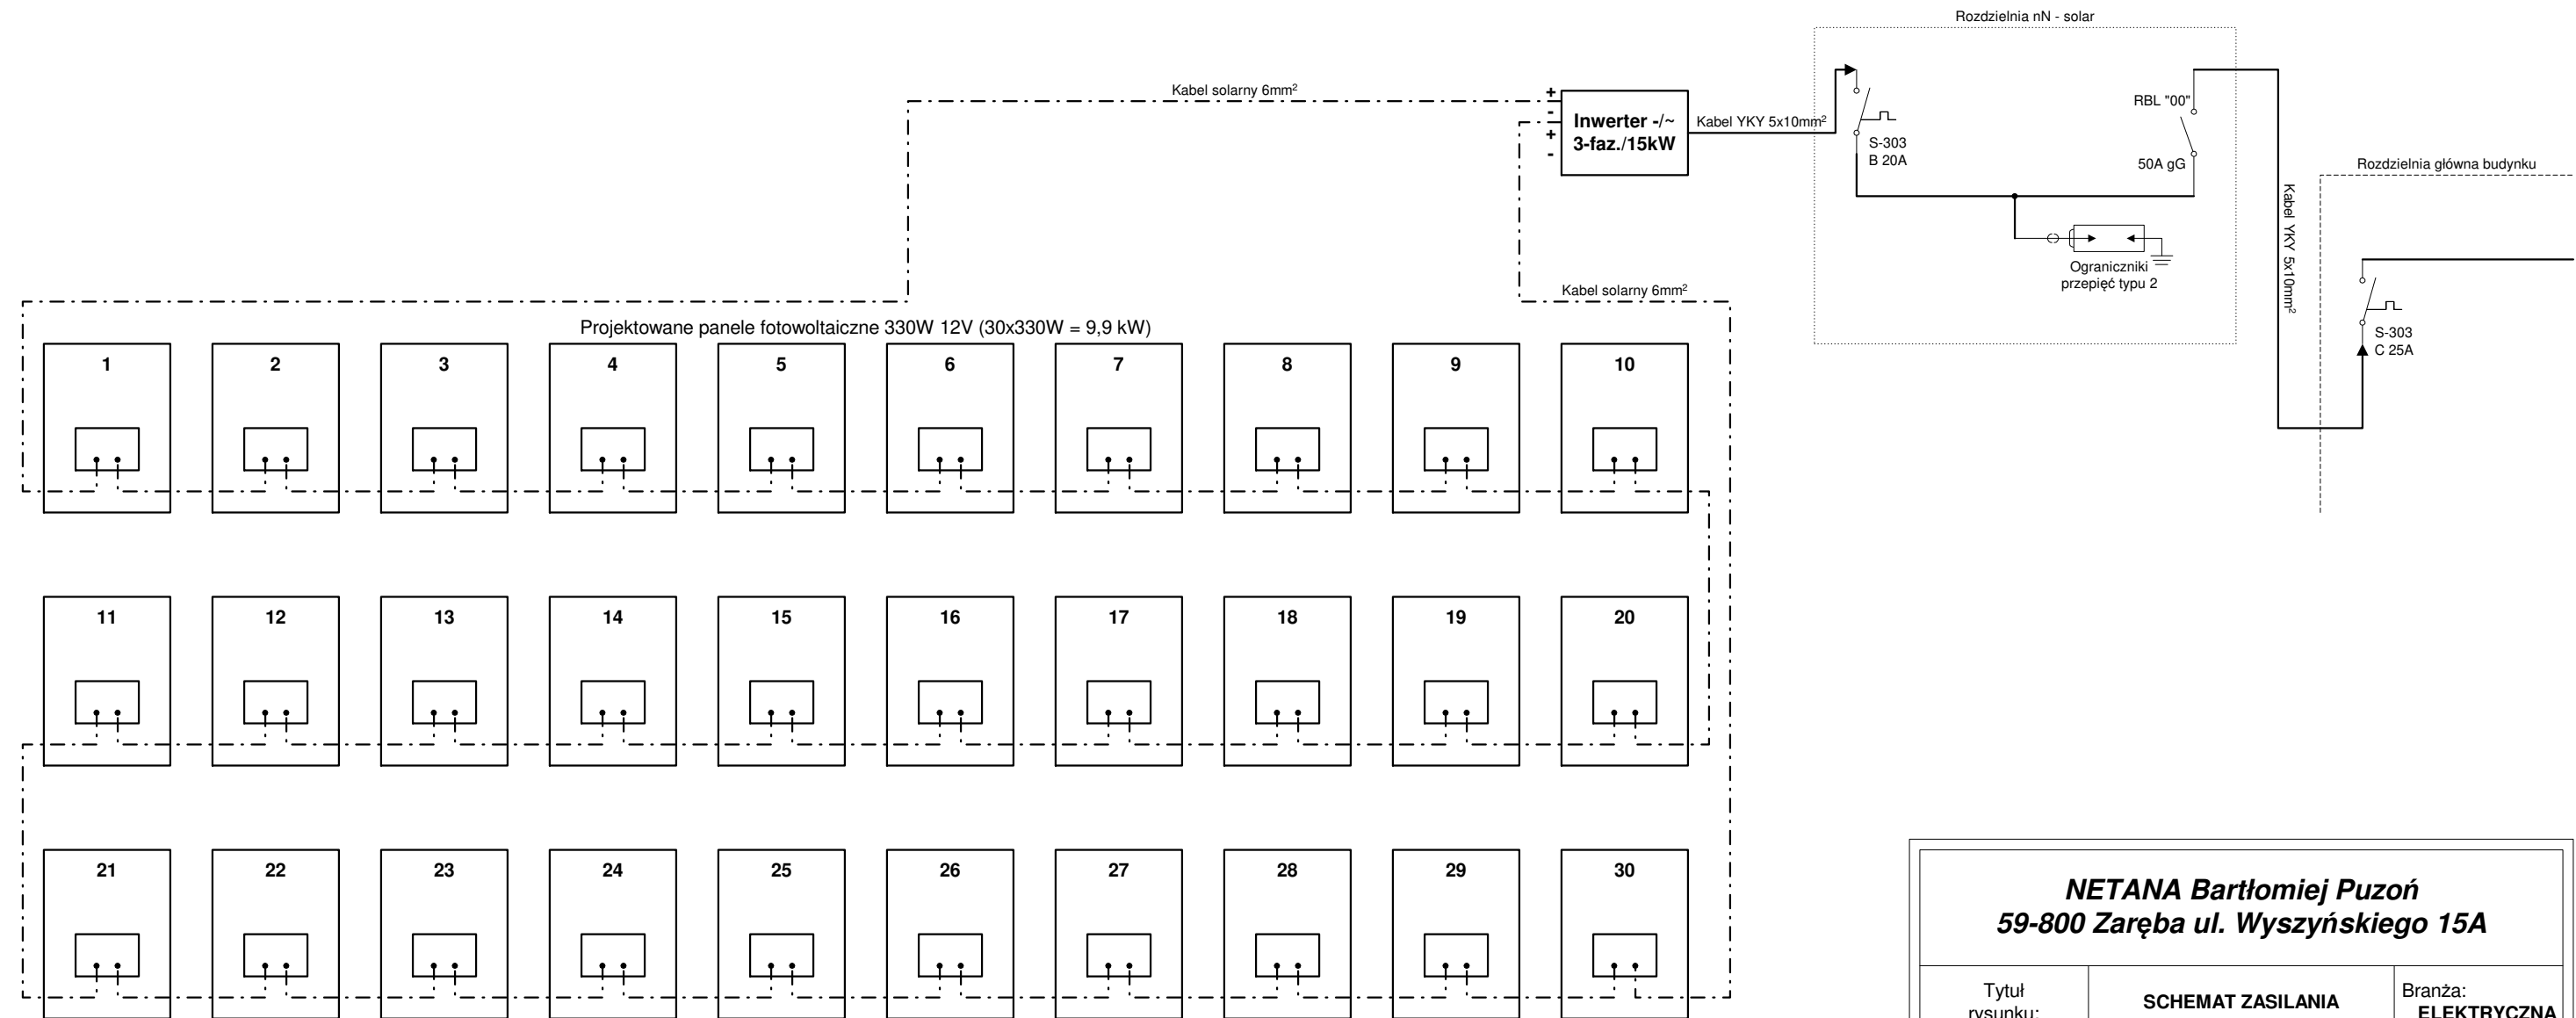 Rozdzielnia nN - solar
Kabel solarny 6mm²
+
-
+
-
Inwerter -/~
3-faz./15kW
Kabel YKY 5x10mm²
S-303
B 20A
RBL "00"
50A gG
Ograniczniki
przepięć typu 2
Kabel YKY 5x10mm²
Rozdzielnia główna budynku
S-303
C 25A
Kabel solarny 6mm²
Projektowane panele fotowoltaiczne 330W 12V (30x330W = 9,9 kW)
1 2 3 4 5 6 7 8 9 10
11 12 13 14 15 16 17 18 19 20
21 22 23 24 25 26 27 28 29 30
NETANA Bartłomiej Puzoń
59-800 Zaręba ul. Wyszyńskiego 15A
Tytuł
rysunku:
SCHEMAT ZASILANIA
Branża:
ELEKTRYCZNA